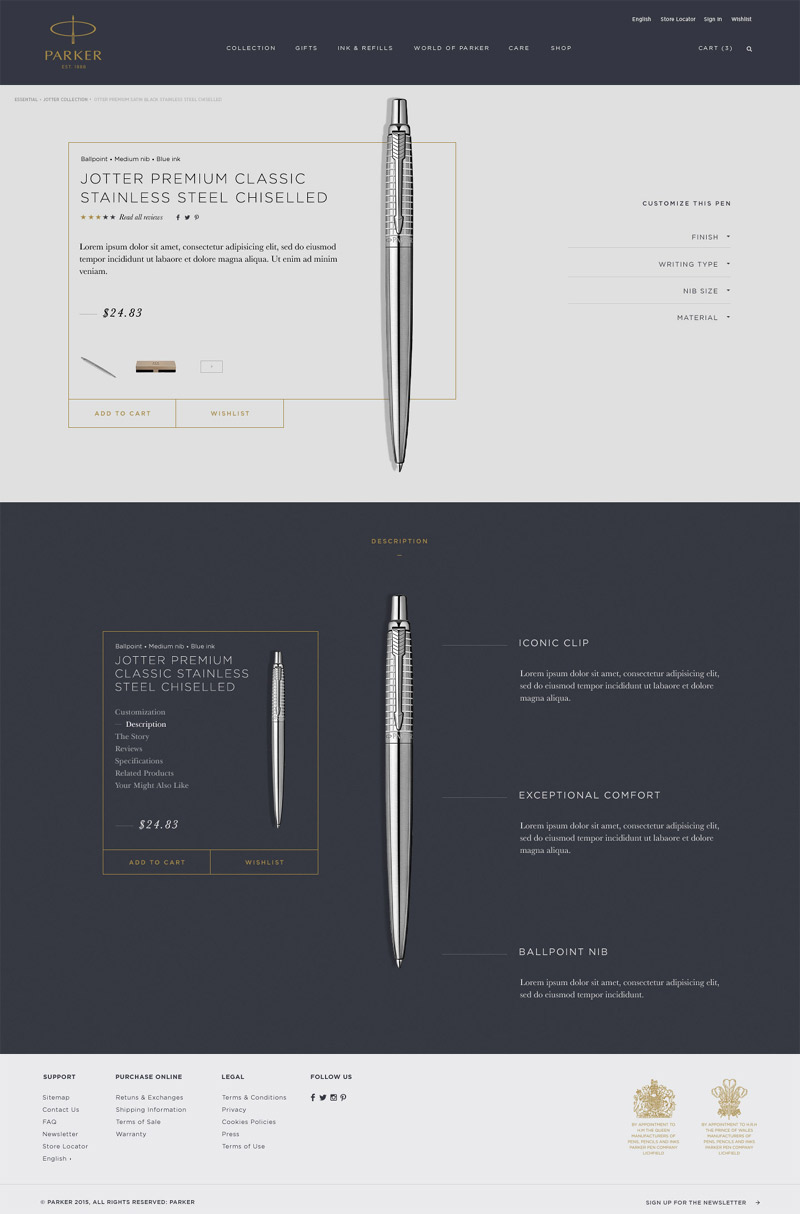 English Store Locator Sign in Wishlist
PARKER
EST. 1888
COLLECTION GIFTS INK & REFILLS WORLD OF PARKER CARE SHOP
CART (3)
ESSENTIAL • JOTTER COLLECTION • OTTER PREMIUM SATIN BLACK STAINLESS STEEL CHISELLED
Ballpoint • Medium nib • Blue ink
JOTTER PREMIUM CLASSIC
STAINLESS STEEL CHISELLED
Read all reviews
Lorem ipsum dolor sit amet, consectetur adipisicing elit, sed do eiusmod
tempor incididunt ut labaore et dolore magna aliqua. Ut enim ad minim
veniam.
$24.83
ADD TO CART WISHLIST
CUSTOMIZE THIS PEN
FINISH
WRITING TYPE
NIB SIZE
MATERIAL
DESCRIPTION
Ballpoint • Medium nib • Blue ink
JOTTER PREMIUM
CLASSIC STAINLESS
STEEL CHISELLED
Customization
Description
The Story
Reviews
Specifications
Related Products
Your Might Also Like
$24.83
ADD TO CART WISHLIST
ICONIC CLIP
Lorem ipsum dolor sit amet, consectetur adipisicing elit,
sed do eiusmod tempor incididunt ut labaore et dolore
magna aliqua.
EXCEPTIONAL COMFORT
Lorem ipsum dolor sit amet, consectetur adipisicing elit,
sed do eiusmod tempor incididunt ut labaore et dolore
magna aliqua.
BALLPOINT NIB
Lorem ipsum dolor sit amet, consectetur adipisicing elit,
sed do eiusmod tempor incididunt.
SUPPORT
Sitemap
Contact Us
FAQ
Newsletter
Store Locator
English ›
PURCHASE ONLINE
Retuns & Exchanges
Shipping Information
Terms of Sale
Warranty
LEGAL
Terms & Conditions
Privacy
Cookies Policies
Press
Terms of Use
FOLLOW US
BY APPOINTMENT TO
H.M THE QUEEN
MANUFACTURERS OF
PENS, PENCILS AND INKS
PARKER PEN COMPANY
LICHFIELD
BY APPOINTMENT TO H.R.H
THE PRINCE OF WALES
MANUFACTURERS OF
PENS, PENCILS AND INKS
PARKER PEN COMPANY
LICHFIELD
© PARKER 2015, ALL RIGHTS RESERVED: PARKER
SIGN UP FOR THE NEWSLETTER →